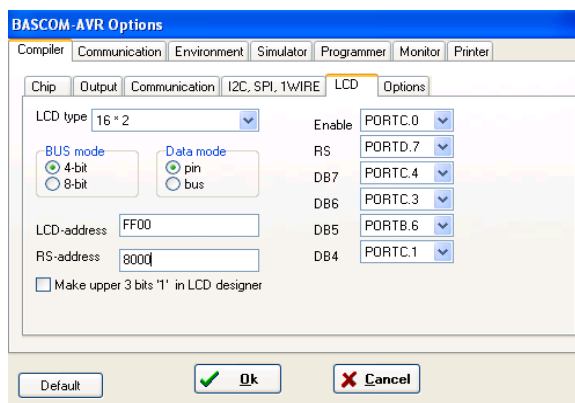 BASCOM-AVR Options
Compiler Communication Environment Simulator Programmer Monitor Printer
Chip Output Communication I2C, SPI, 1WIRE LCD Options
LCD type 16 * 2
Enable PORTC.0
BUS mode Data mode
RS PORTD.7
4-bit pin
8-bit bus
DB7 PORTC.4
DB6 PORTC.3
LCD-address FF00
DB5 PORTB.6
RS-address 8000
DB4 PORTC.1
Make upper 3 bits '1' in LCD designer
Default Ok Cancel